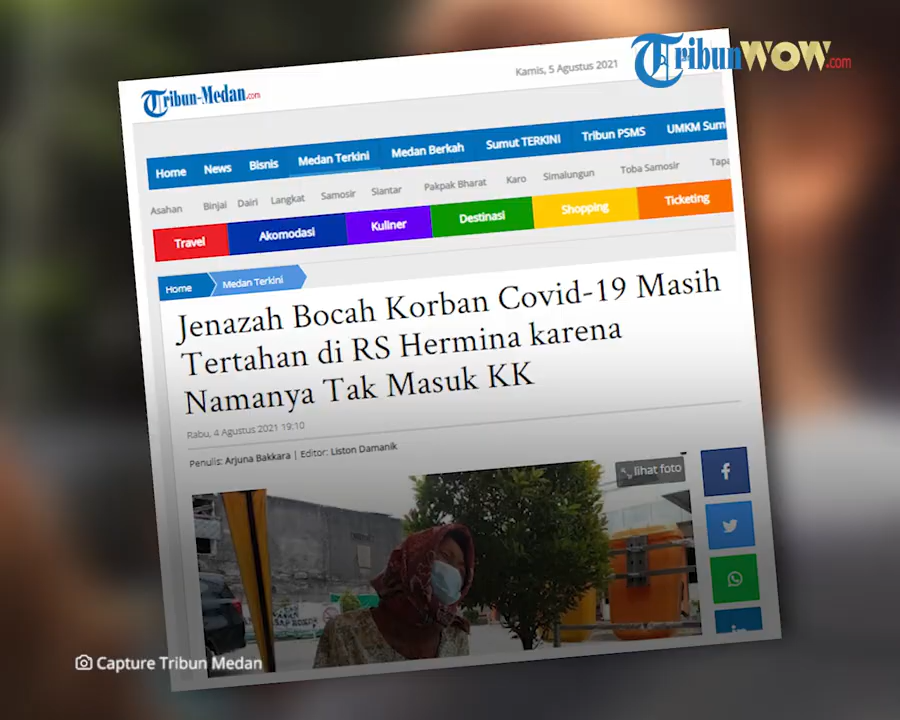 TribunWOW.com
Tribun-Medan.com
Kamis, 5 Agustus 2021
Home News Bisnis Medan Terkini Medan Berkah Sumut TERKINI Tribun PSMS UMKM Sum
Asahan Binjai Dairi Langkat Samosir Siantar Pakpak Bharat Karo Simalungun Toba Samosir Tapa
Travel Akomodasi Kuliner Destinasi Shopping Ticketing
Home Medan Terkini
Jenazah Bocah Korban Covid-19 Masih
Tertahan di RS Hermina karena
Namanya Tak Masuk KK
Rabu, 4 Agustus 2021 19:10
Penulis: Arjuna Bakkara | Editor: Liston Damanik
lihat foto
Capture Tribun Medan